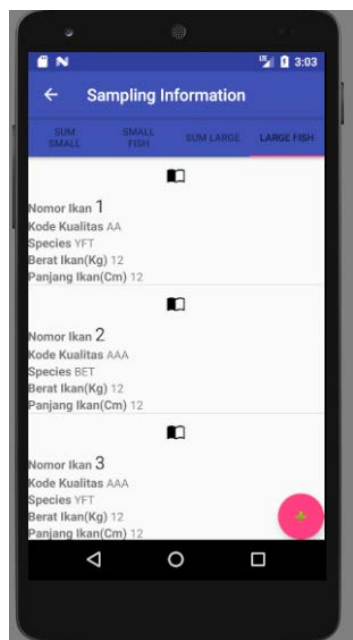 3:03
Sampling Information
SUM SMALL
SMALL FISH
SUM LARGE
LARGE FISH
Nomor Ikan 1
Kode Kualitas AA
Species YFT
Berat Ikan(Kg) 12
Panjang Ikan(Cm) 12
Nomor Ikan 2
Kode Kualitas AAA
Species BET
Berat Ikan(Kg) 12
Panjang Ikan(Cm) 12
Nomor Ikan 3
Kode Kualitas AAA
Species YFT
Berat Ikan(Kg) 12
Panjang Ikan(Cm) 12